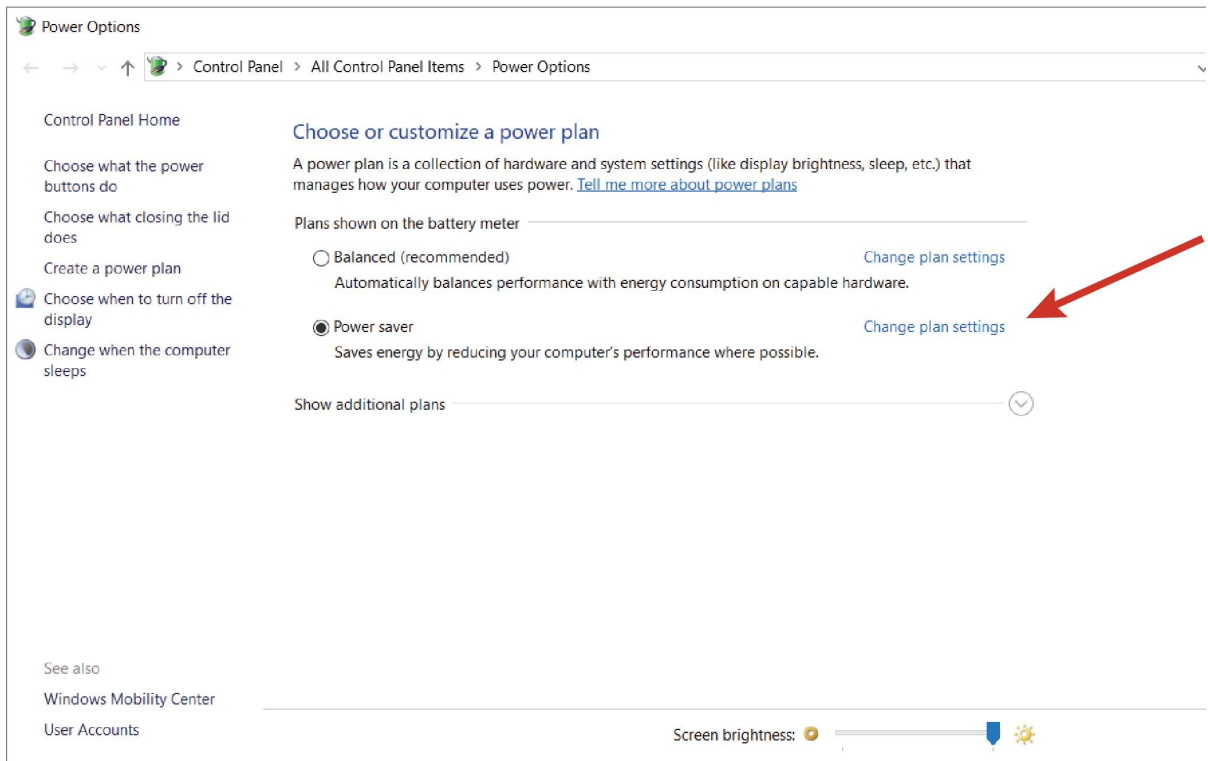 Power Options
Control Panel > All Control Panel Items > Power Options
Control Panel Home
Choose what the power
buttons do
Choose what closing the lid
does
Create a power plan
Choose when to turn off the
display
Change when the computer
sleeps
Choose or customize a power plan
A power plan is a collection of hardware and system settings (like display brightness, sleep, etc.) that
manages how your computer uses power. Tell me more about power plans
Plans shown on the battery meter
Balanced (recommended) Change plan settings
Automatically balances performance with energy consumption on capable hardware.
Power saver Change plan settings
Saves energy by reducing your computer's performance where possible.
Show additional plans
See also
Windows Mobility Center
User Accounts
Screen brightness: